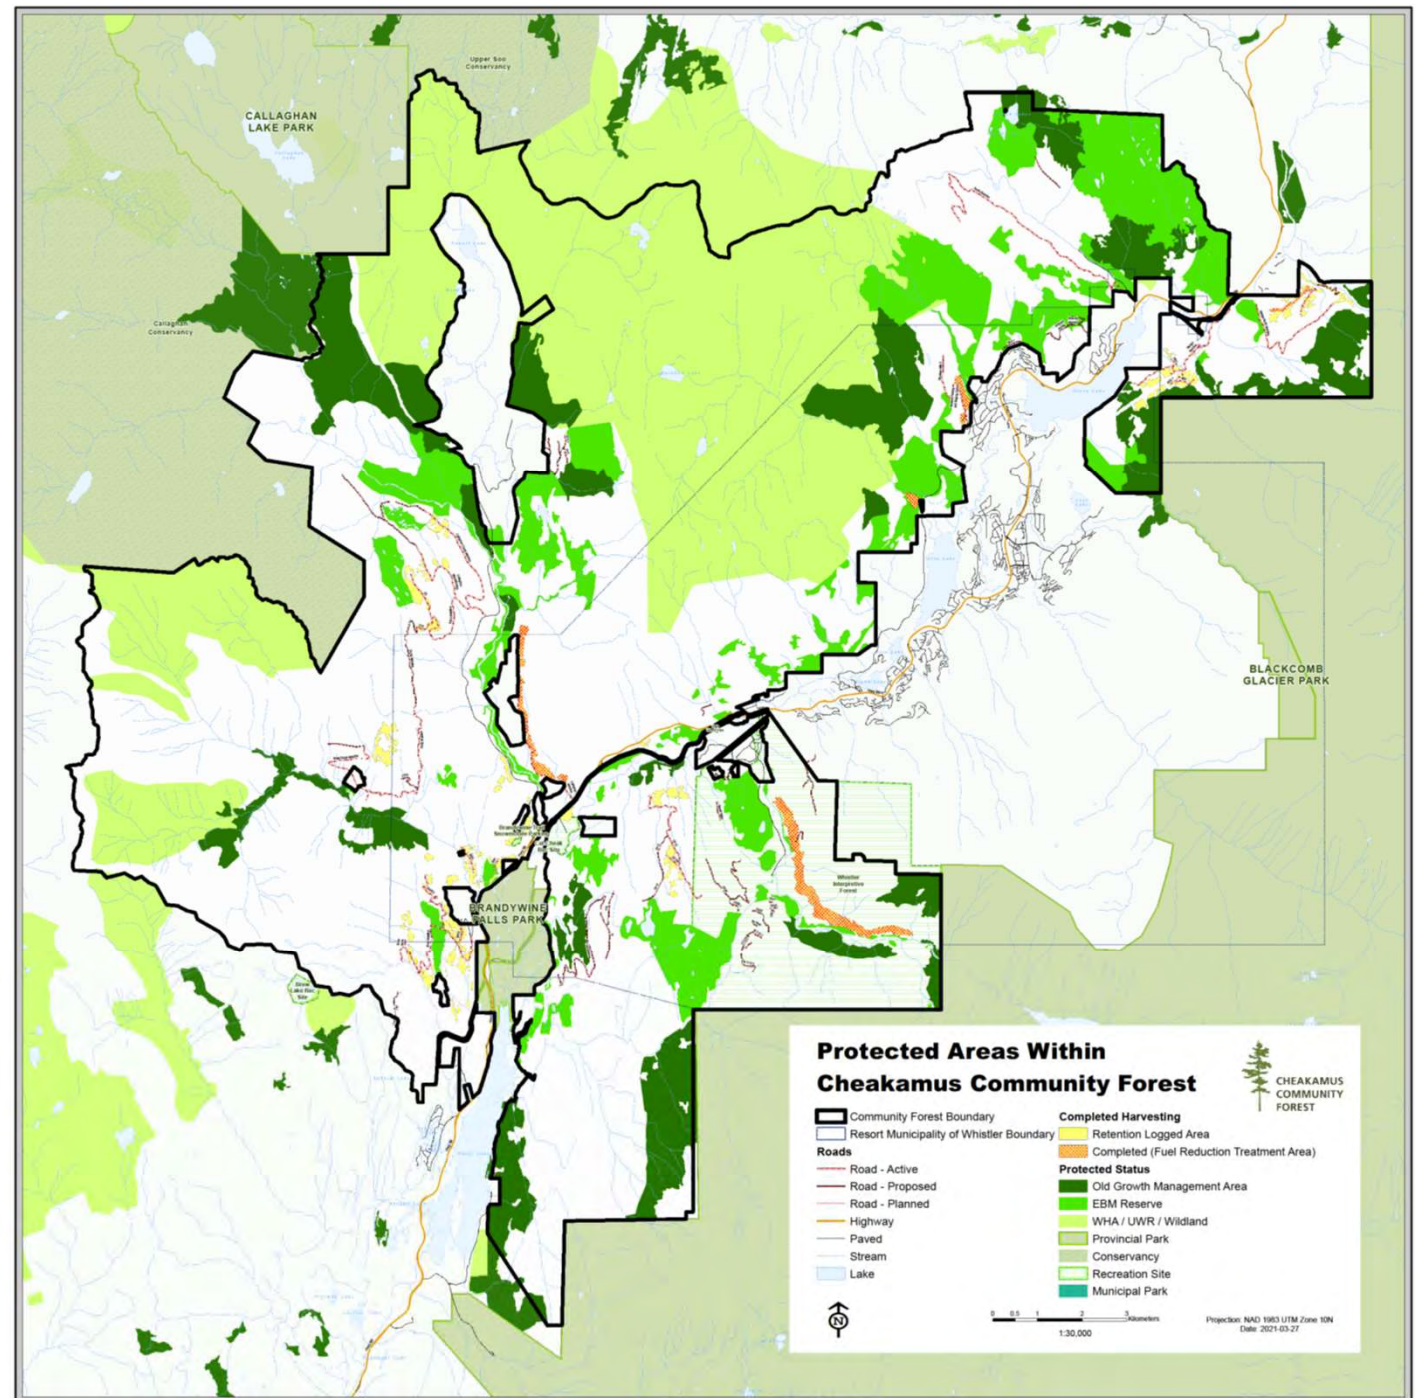 Upper Soo
Conservancy
CALLAGHAN
LAKE PARK
Callaghan
Conservancy
BLACKCOMB
GLACIER PARK
Whistler
Interpretive
Forest
BRANDYWINE
FALLS PARK
Protected Areas Within
Cheakamus Community Forest
CHEAKAMUS
COMMUNITY
FOREST
Community Forest Boundary
Resort Municipality of Whistler Boundary
Roads
Road - Active
Road - Proposed
Road - Planned
Highway
Paved
Stream
Lake
Completed Harvesting
Retention Logged Area
Completed (Fuel Reduction Treatment Area)
Protected Status
Old Growth Management Area
EBM Reserve
WHA / UWR / Wildland
Provincial Park
Conservancy
Recreation Site
Municipal Park
N
0 0.5 1 2 3
Kilometers
1:30,000
Projection: NAD 1983 UTM Zone 10N
Date: 2021-03-27